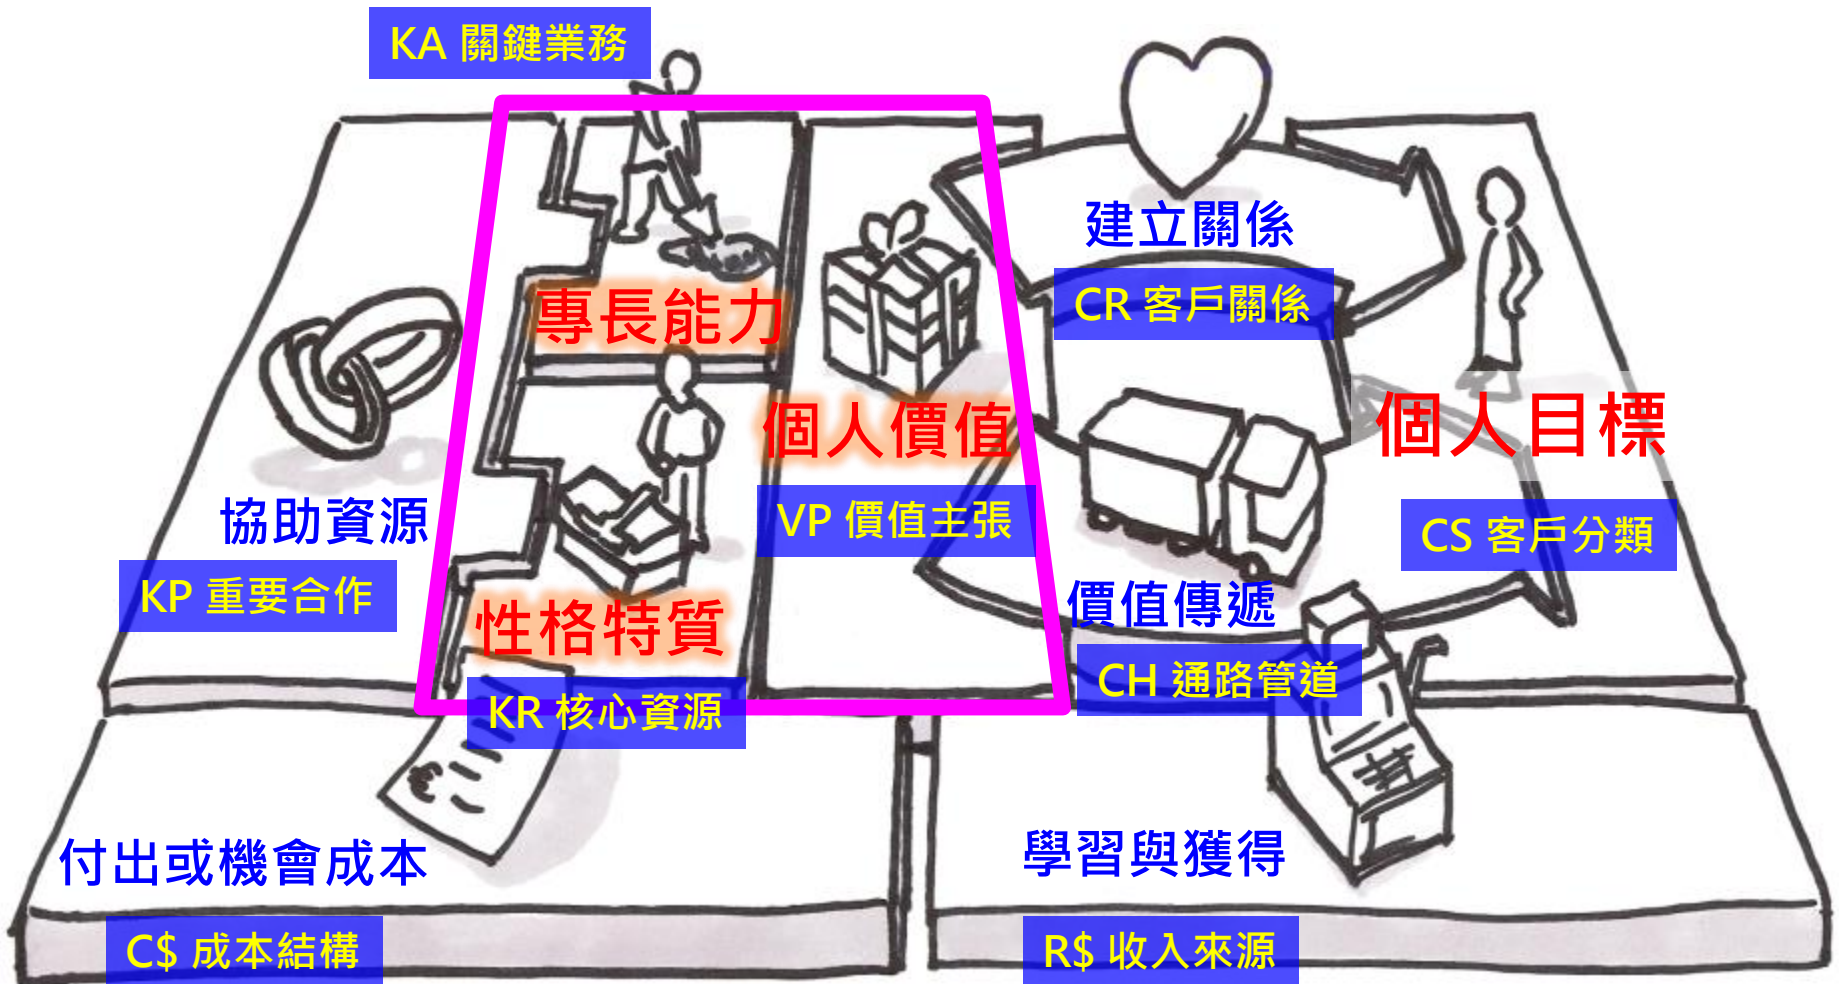 KA 關鍵業務
建立關係
CR 客戶關係
專長能力
個人價值
個人目標
VP 價值主張
CS 客戶分類
協助資源
KP 重要合作
價值傳遞
CH 通路管道
性格特質
KR 核心資源
付出或機會成本
C$ 成本結構
學習與獲得
R$ 收入來源